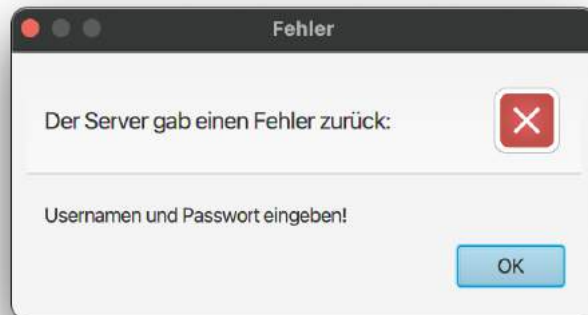 Fehler
Der Server gab einen Fehler zurück:
Usernamen und Passwort eingeben!
OK